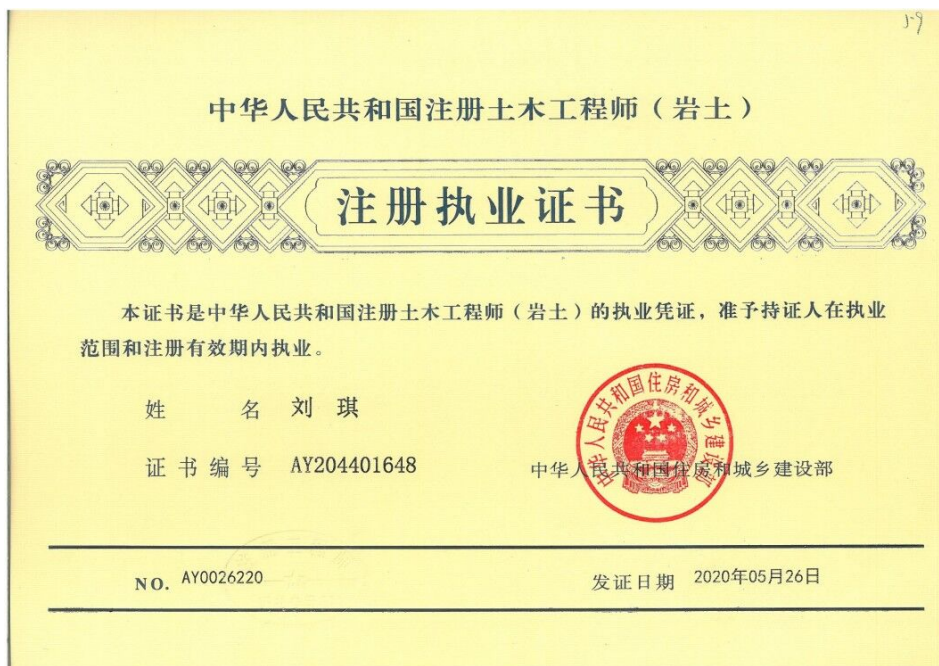 J-9
中华人民共和国注册土木工程师（岩土）
注册执业证书
本证书是中华人民共和国注册土木工程师（岩土）的执业凭证，准予持证人在执业
范围和注册有效期内执业。
姓 名 刘 琪
证书编号 AY204401648
中华人民共和国住房和城乡建设部
中华人民共和国住房和城乡建设部
NO. AY0026220
发证日期 2020年05月26日